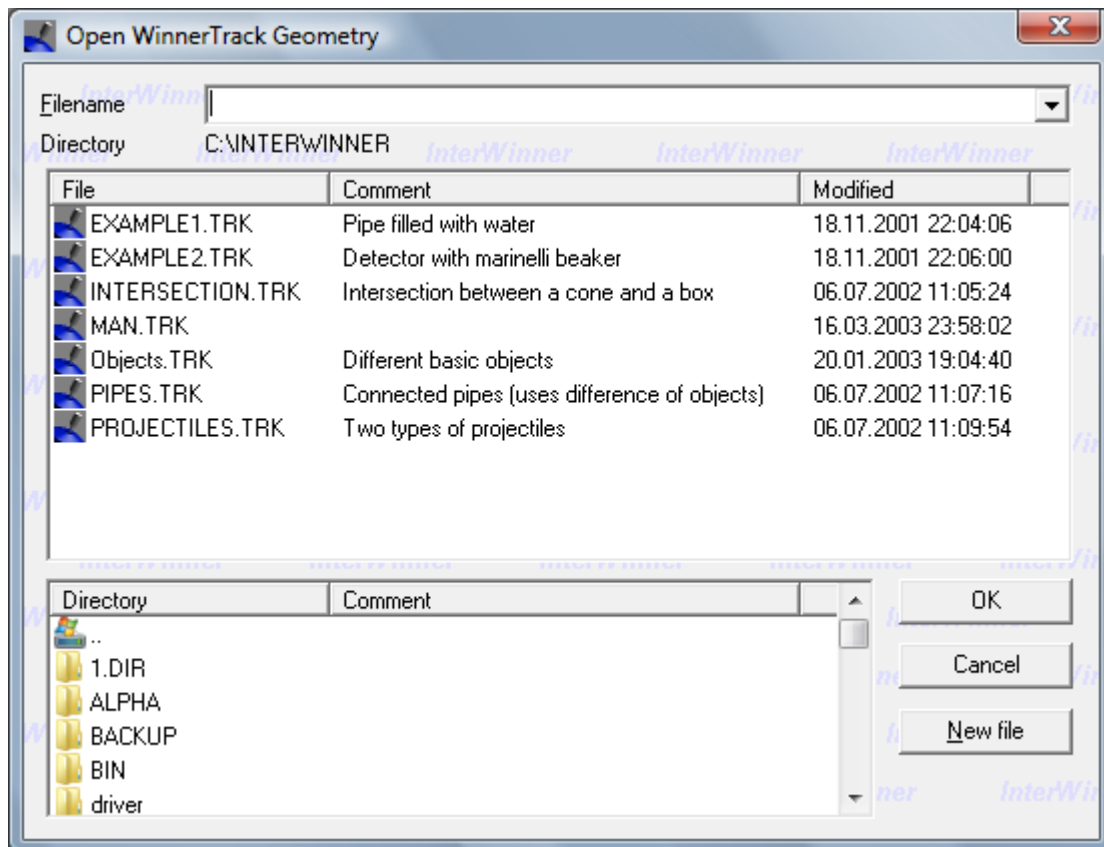 Open WinnerTrack Geometry
Filename
Directory C:\INTERWINNER
InterWinner InterWinner InterWinner InterWinner
File Comment Modified
EXAMPLE1.TRK Pipe filled with water 18.11.2001 22:04:06
EXAMPLE2.TRK Detector with marinelli beaker 18.11.2001 22:06:00
INTERSECTION.TRK Intersection between a cone and a box 06.07.2002 11:05:24
MAN.TRK 16.03.2003 23:58:02
Objects.TRK Different basic objects 20.01.2003 19:04:40
PIPES.TRK Connected pipes (uses difference of objects) 06.07.2002 11:07:16
PROJECTILES.TRK Two types of projectiles 06.07.2002 11:09:54
Directory Comment
OK
..
1.DIR
Cancel
ALPHA
BACKUP
New file
BIN
driver